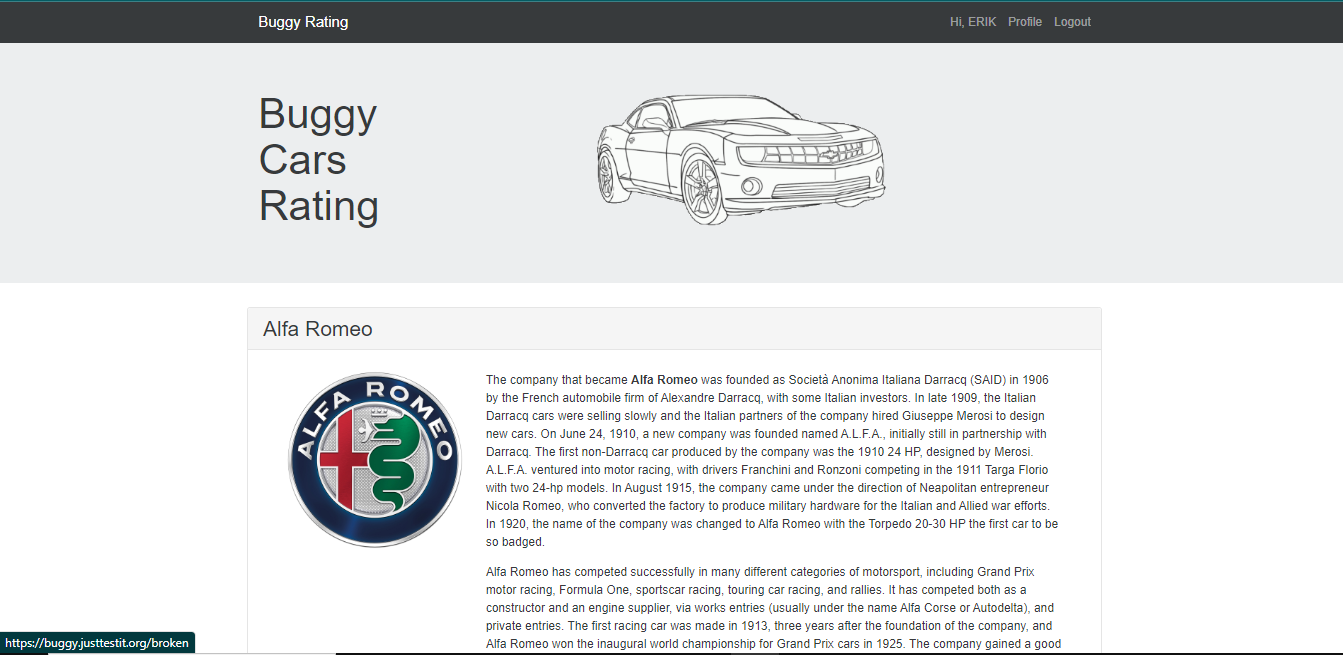 Buggy Rating
Hi, ERIK Profile Logout
Buggy
Cars
Rating
Alfa Romeo
ALFA ROMEO
The company that became Alfa Romeo was founded as Società Anonima Italiana Darracq (SAID) in 1906
by the French automobile firm of Alexandre Darracq, with some Italian investors. In late 1909, the Italian
Darracq cars were selling slowly and the Italian partners of the company hired Giuseppe Merosi to design
new cars. On June 24, 1910, a new company was founded named A.L.F.A., initially still in partnership with
Darracq. The first non-Darracq car produced by the company was the 1910 24 HP, designed by Merosi.
A.L.F.A. ventured into motor racing, with drivers Franchini and Ronzoni competing in the 1911 Targa Florio
with two 24-hp models. In August 1915, the company came under the direction of Neapolitan entrepreneur
Nicola Romeo, who converted the factory to produce military hardware for the Italian and Allied war efforts.
In 1920, the name of the company was changed to Alfa Romeo with the Torpedo 20-30 HP the first car to be
so badged.
Alfa Romeo has competed successfully in many different categories of motorsport, including Grand Prix
motor racing, Formula One, sportscar racing, touring car racing, and rallies. It has competed both as a
constructor and an engine supplier, via works entries (usually under the name Alfa Corse or Autodelta), and
private entries. The first racing car was made in 1913, three years after the foundation of the company, and
Alfa Romeo won the inaugural world championship for Grand Prix cars in 1925. The company gained a good
https://buggy.justtestit.org/broken